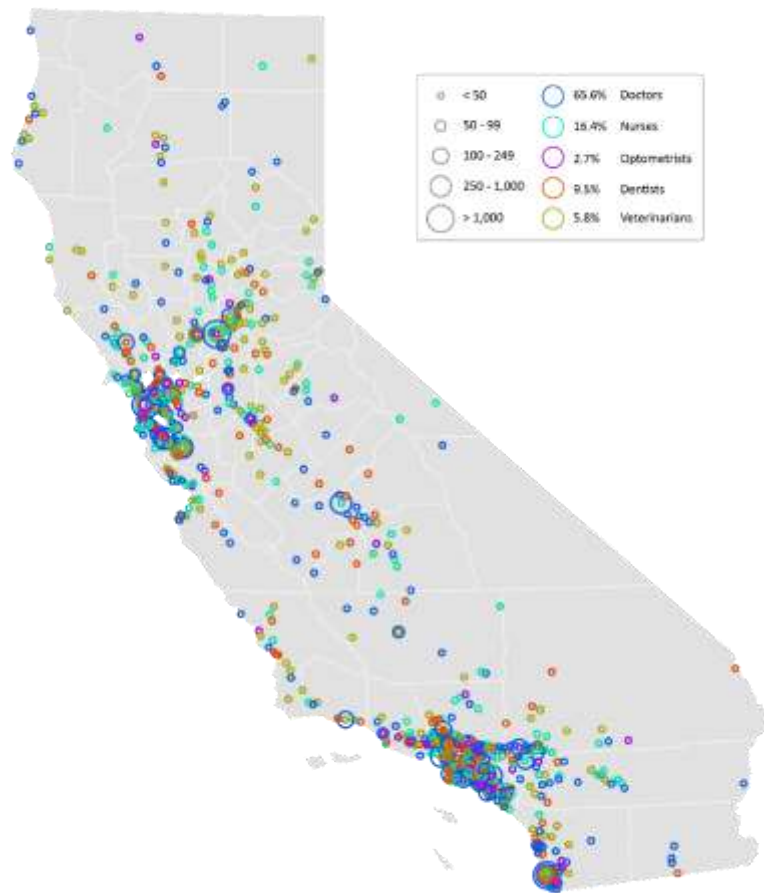 < 50 65.6% Doctors
50 - 99 16.4% Nurses
100 - 249 2.7% Optometrists
250 - 1,000 9.5% Dentists
> 1,000 5.8% Veterinarians